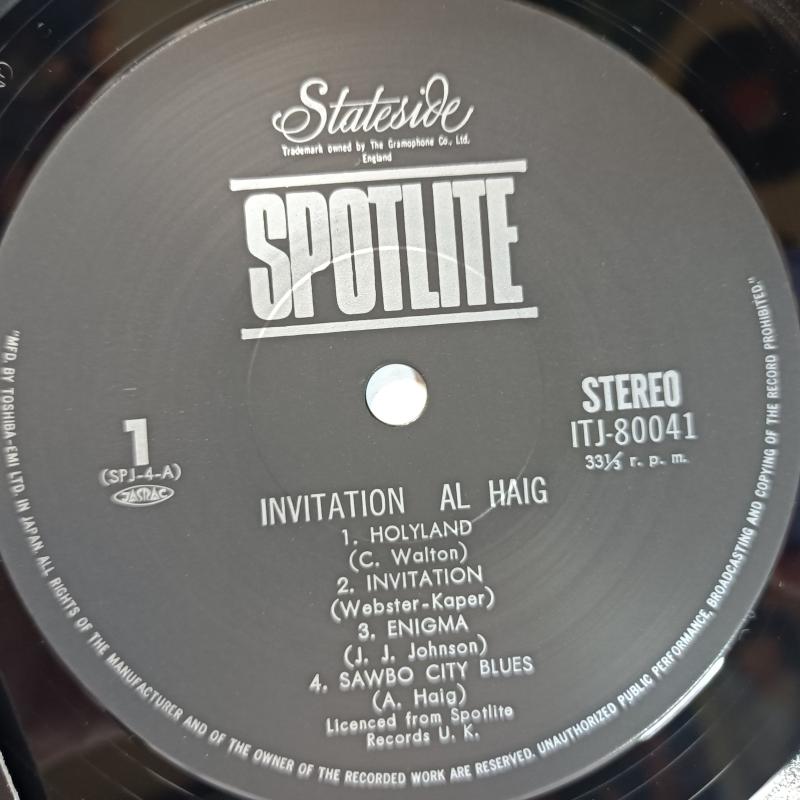 Stateside
Trademark owned by The Gramophone Co., Ltd.
England
SPOTLITE
STEREO
ITJ-80041
33⅓ r. p. m.
1
(SPJ-4-A)
JASRAC
INVITATION AL HAIG
1. HOLYLAND
(C. Walton)
2. INVITATION
(Webster-Kaper)
3. ENIGMA
(J. J. Johnson)
4. SAWBO CITY BLUES
(A. Haig)
Licenced from Spotlite
Records U. K.
"MFD. BY TOSHIBA-EMI LTD. IN JAPAN. ALL RIGHTS OF THE MANUFACTURER AND OF THE OWNER OF THE RECORDED WORK ARE RESERVED. UNAUTHORIZED PUBLIC PERFORMANCE, BROADCASTING AND COPYING OF THE RECORD PROHIBITED."